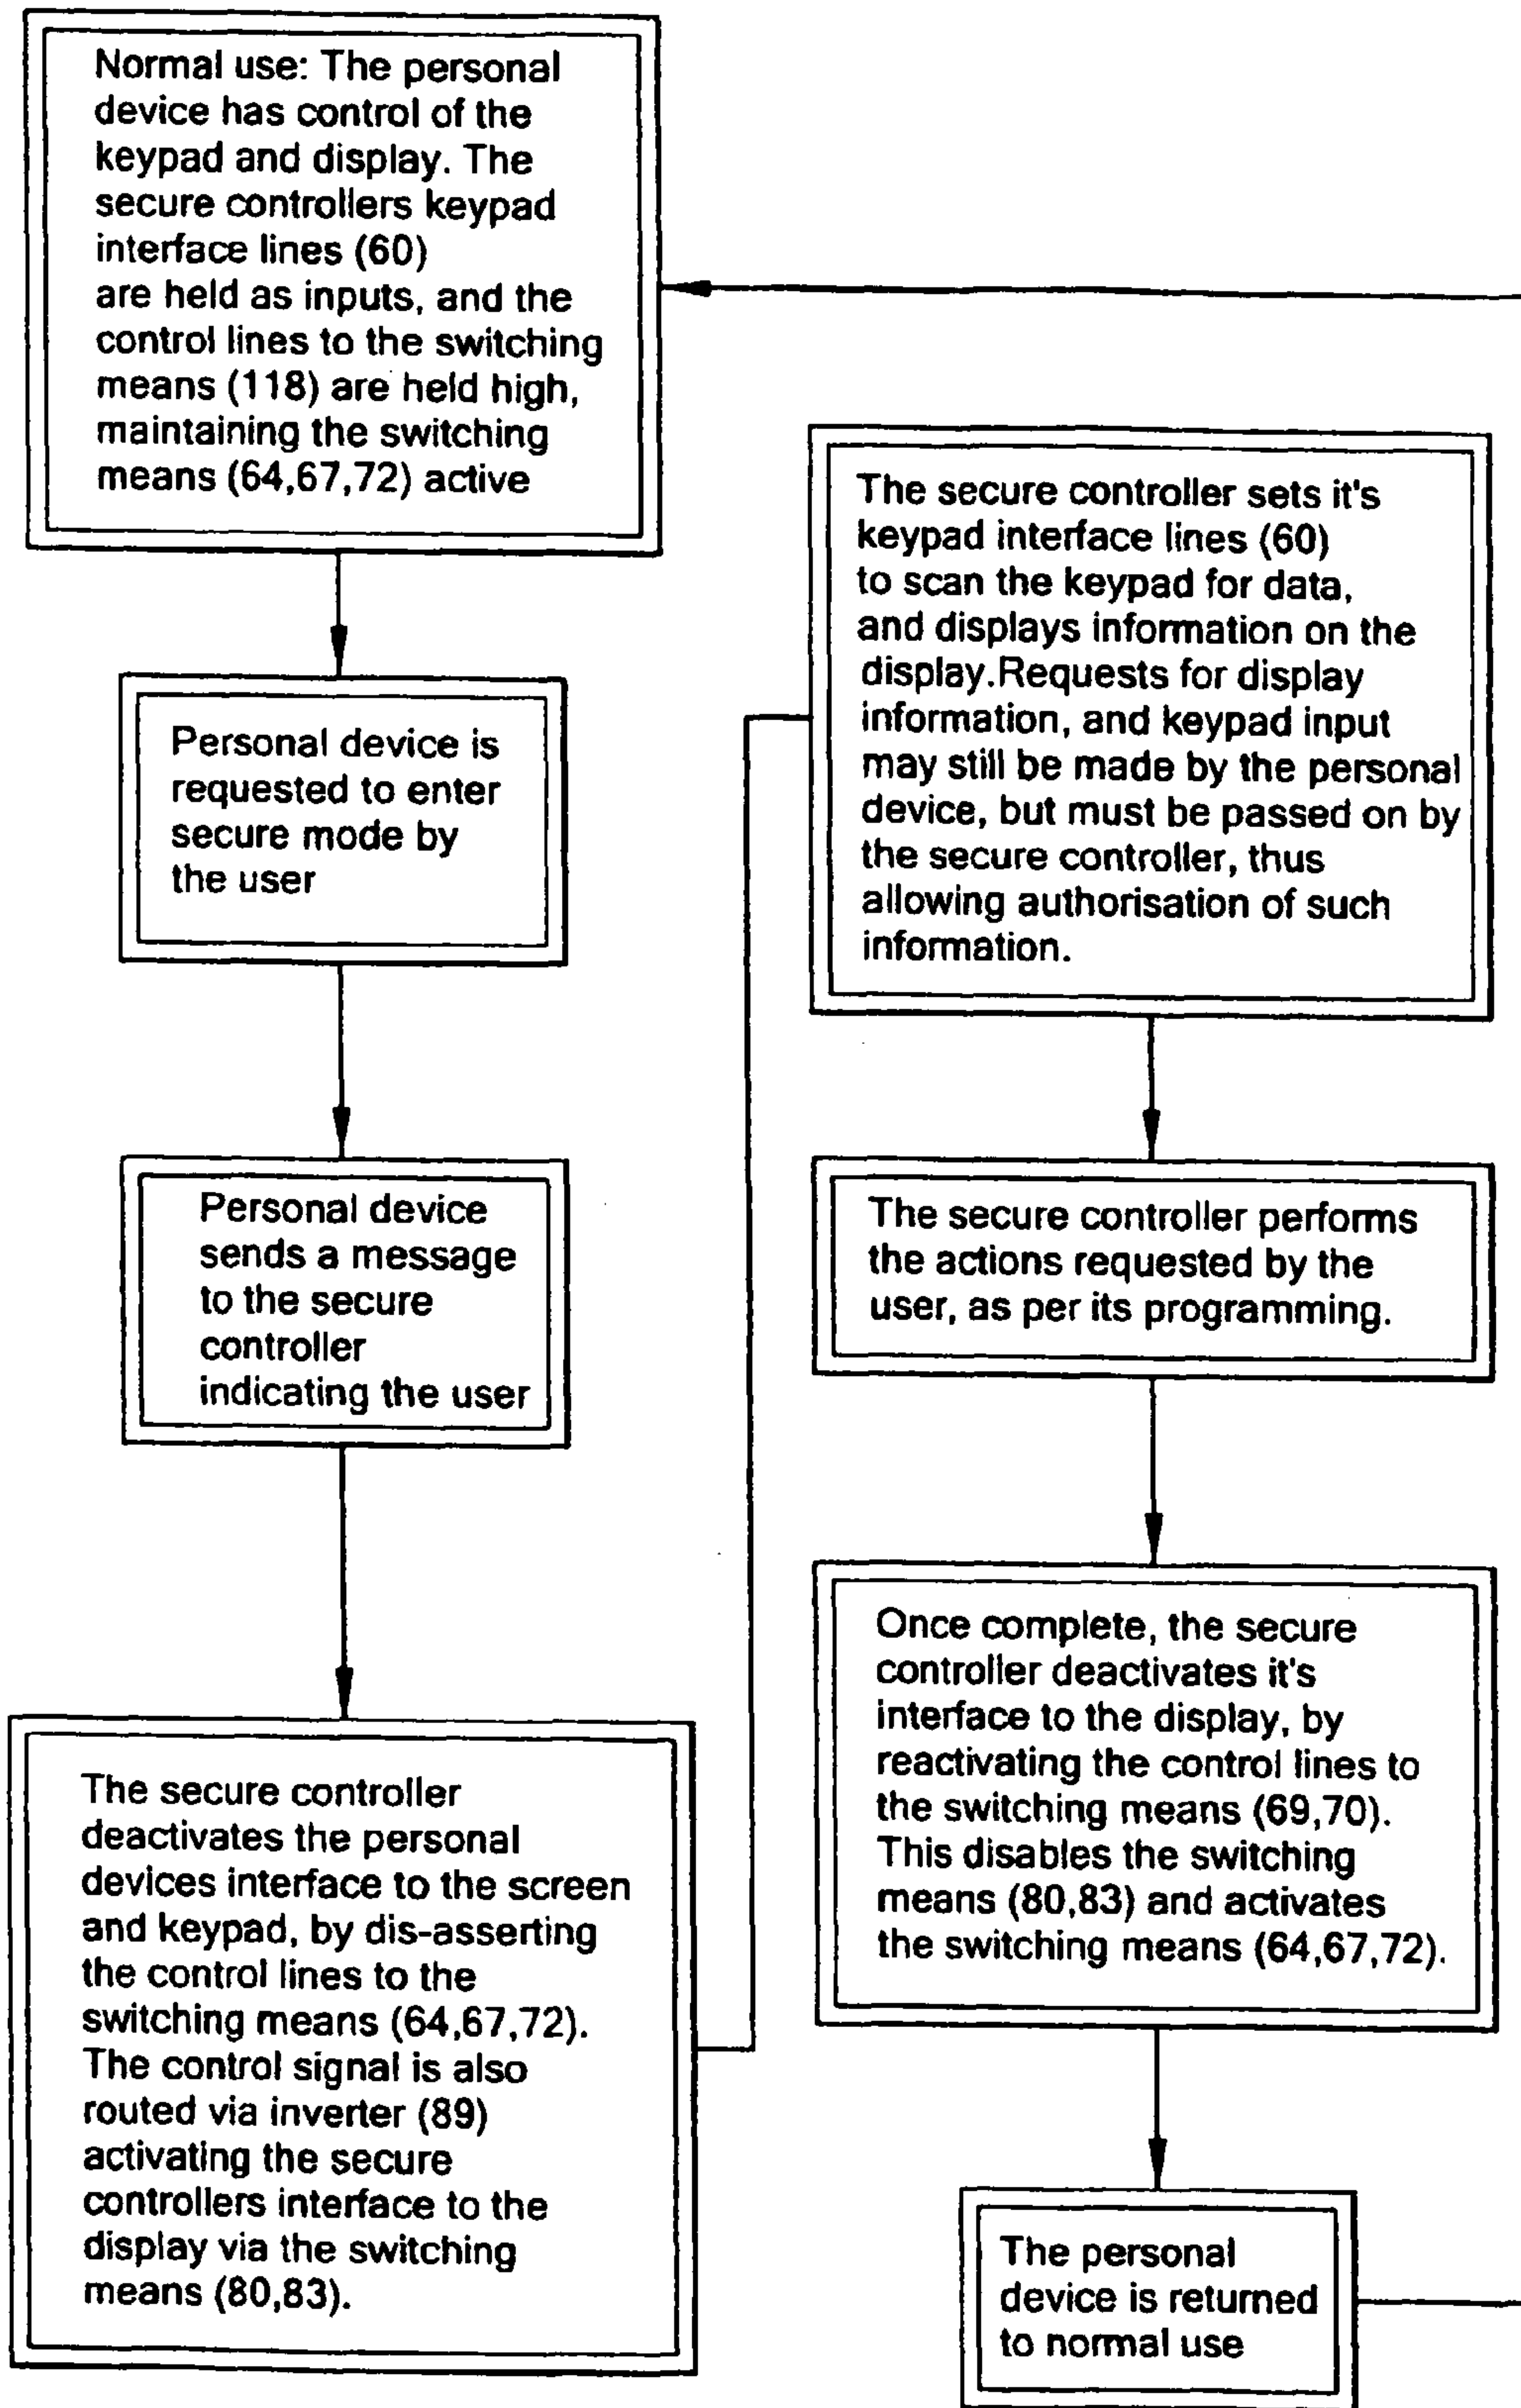 Normal use: The personal
device has control of the
keypad and display. The
secure controllers keypad
interface lines (60)
are held as inputs, and the
control lines to the switching
means (118) are held high,
maintaining the switching
means (64,67,72) active
Personal device is
requested to enter
secure mode by
the user
Personal device
sends a message
to the secure
controller
indicating the user
The secure controller
deactivates the personal
devices interface to the screen
and keypad, by dis-asserting
the control lines to the
switching means (64,67,72).
The control signal is also
routed via inverter (89)
activating the secure
controllers interface to the
display via the switching
means (80,83).
The secure controller sets it's
keypad interface lines (60)
to scan the keypad for data,
and displays information on the
display.Requests for display
information, and keypad input
may still be made by the personal
device, but must be passed on by
the secure controller, thus
allowing authorisation of such
information.
The secure controller performs
the actions requested by the
user, as per its programming.
Once complete, the secure
controller deactivates it's
interface to the display, by
reactivating the control lines to
the switching means (69,70).
This disables the switching
means (80,83) and activates
the switching means (64,67,72).
The personal
device is returned
to normal use